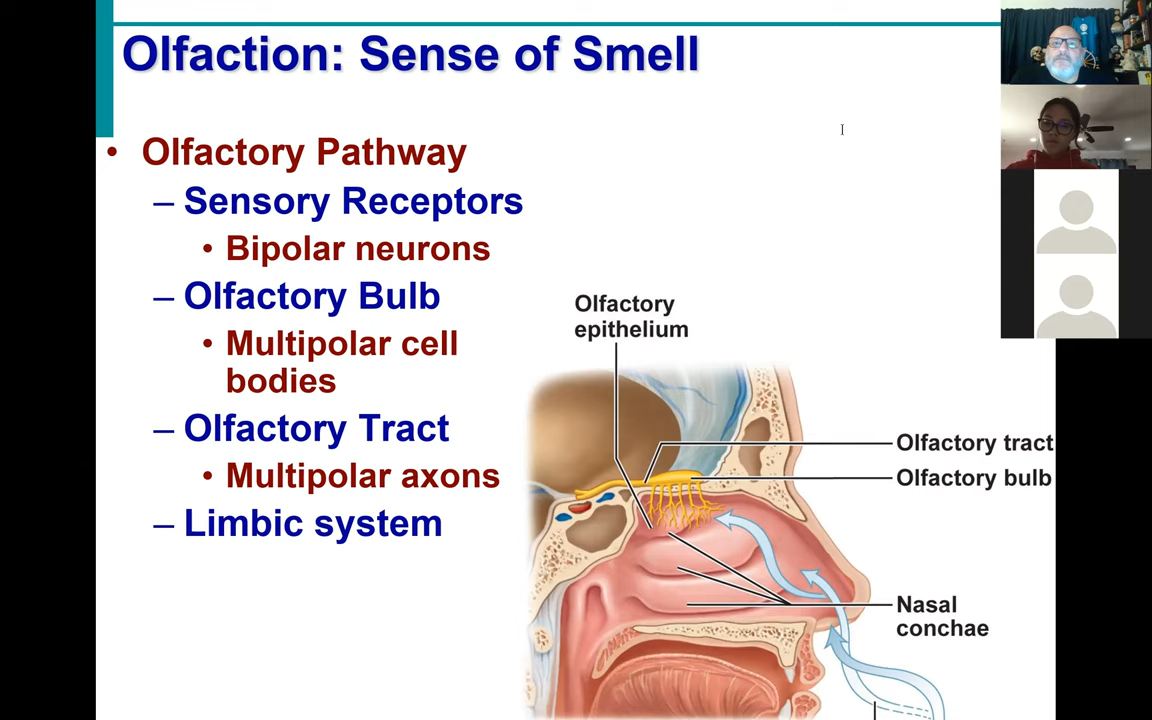 Olfaction: Sense of Smell
• Olfactory Pathway
– Sensory Receptors
• Bipolar neurons
– Olfactory Bulb
• Multipolar cell
bodies
– Olfactory Tract
• Multipolar axons
– Limbic system
Olfactory
epithelium
Olfactory tract
Olfactory bulb
Nasal
conchae